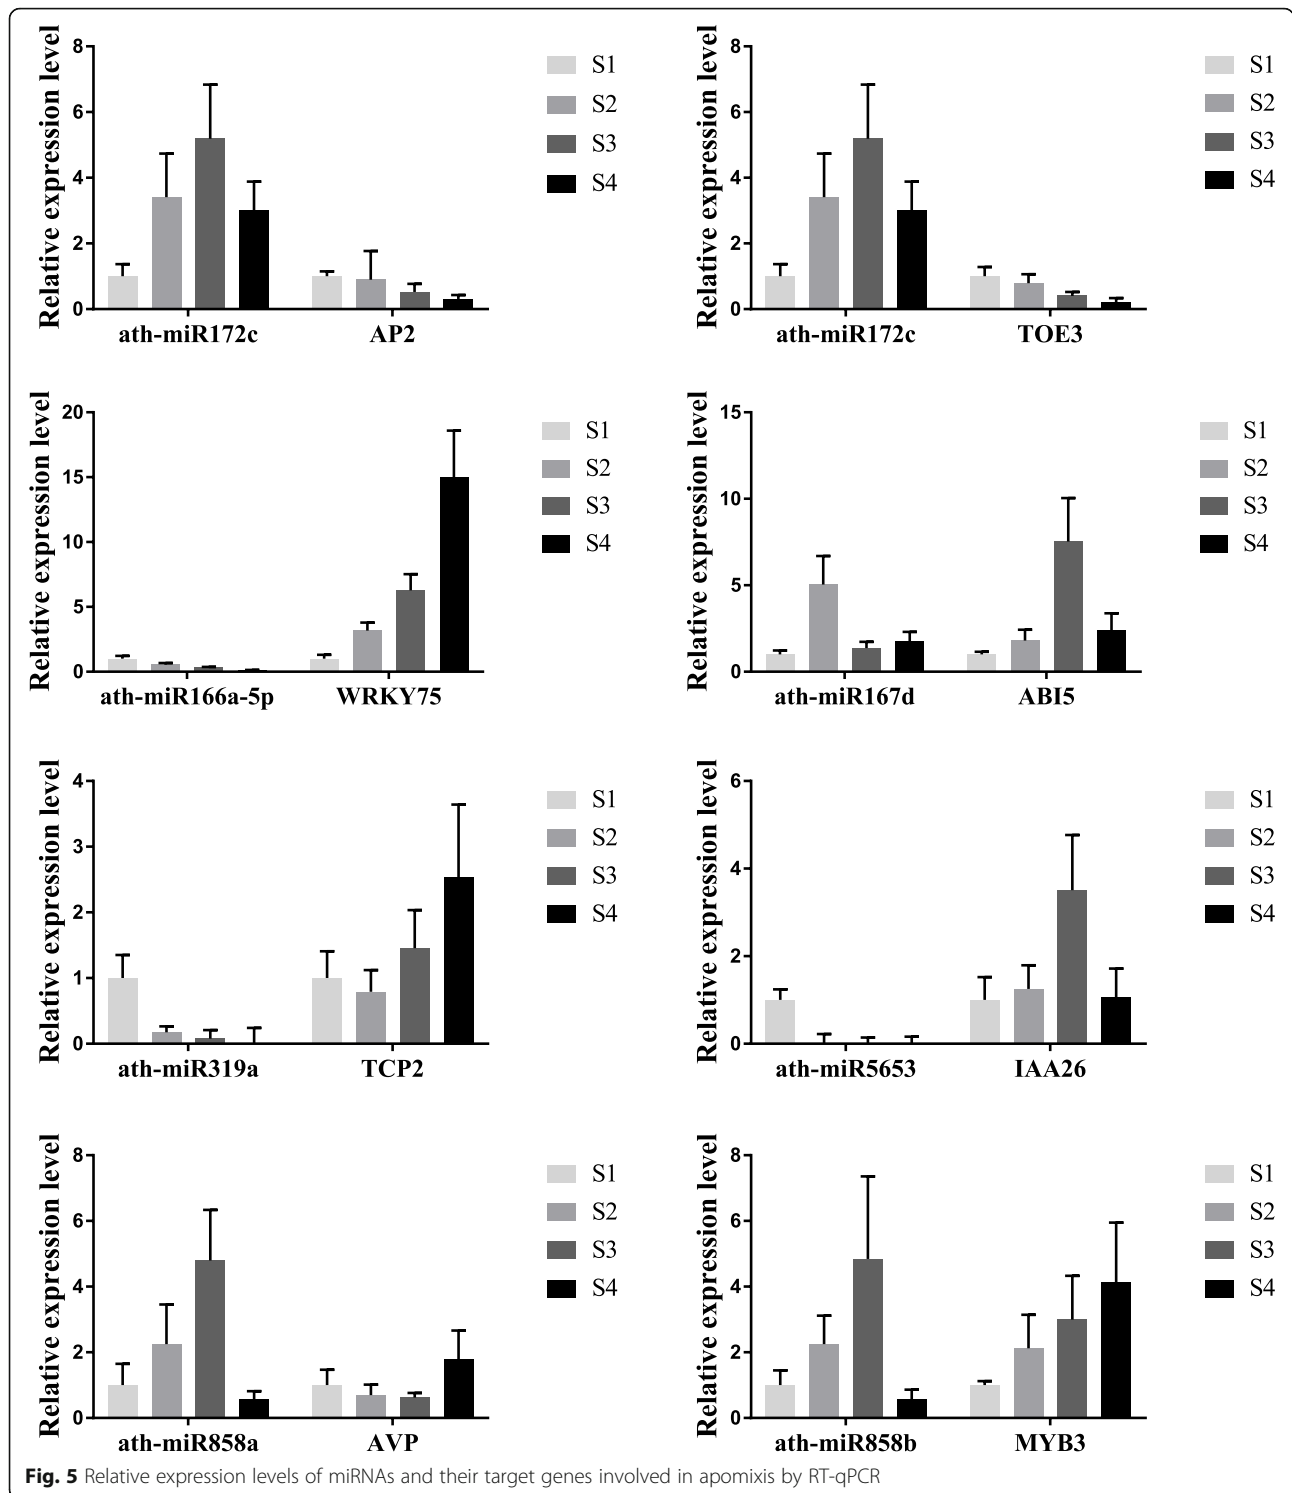 Relative expression level
8
6
4
2
0
ath-miR172c AP2
S1
S2
S3
S4
Relative expression level
8
6
4
2
0
ath-miR172c TOE3
S1
S2
S3
S4
Relative expression level
20
15
10
5
0
ath-miR166a-5p WRKY75
S1
S2
S3
S4
Relative expression level
15
10
5
0
ath-miR167d ABI5
S1
S2
S3
S4
Relative expression level
4
3
2
1
0
ath-miR319a TCP2
S1
S2
S3
S4
Relative expression level
6
4
2
0
ath-miR5653 IAA26
S1
S2
S3
S4
Relative expression level
8
6
4
2
0
ath-miR858a AVP
S1
S2
S3
S4
Relative expression level
8
6
4
2
0
ath-miR858b MYB3
S1
S2
S3
S4
Fig. 5 Relative expression levels of miRNAs and their target genes involved in apomixis by RT-qPCR